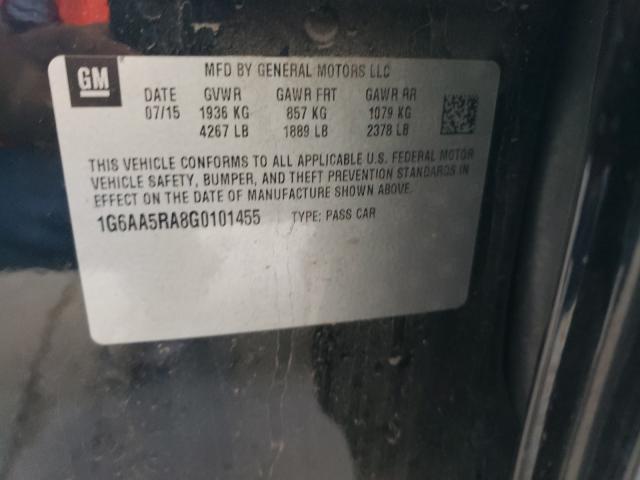 GM
MFD BY GENERAL MOTORS LLC
DATE GVWR GAWR FRT GAWR RR
07/15 1936 KG 857 KG 1079 KG
4267 LB 1889 LB 2378 LB
THIS VEHICLE CONFORMS TO ALL APPLICABLE U.S. FEDERAL MOTOR
VEHICLE SAFETY, BUMPER, AND THEFT PREVENTION STANDARDS IN
EFFECT ON THE DATE OF MANUFACTURE SHOWN ABOVE.
1G6AA5RA8G0101455 TYPE: PASS CAR